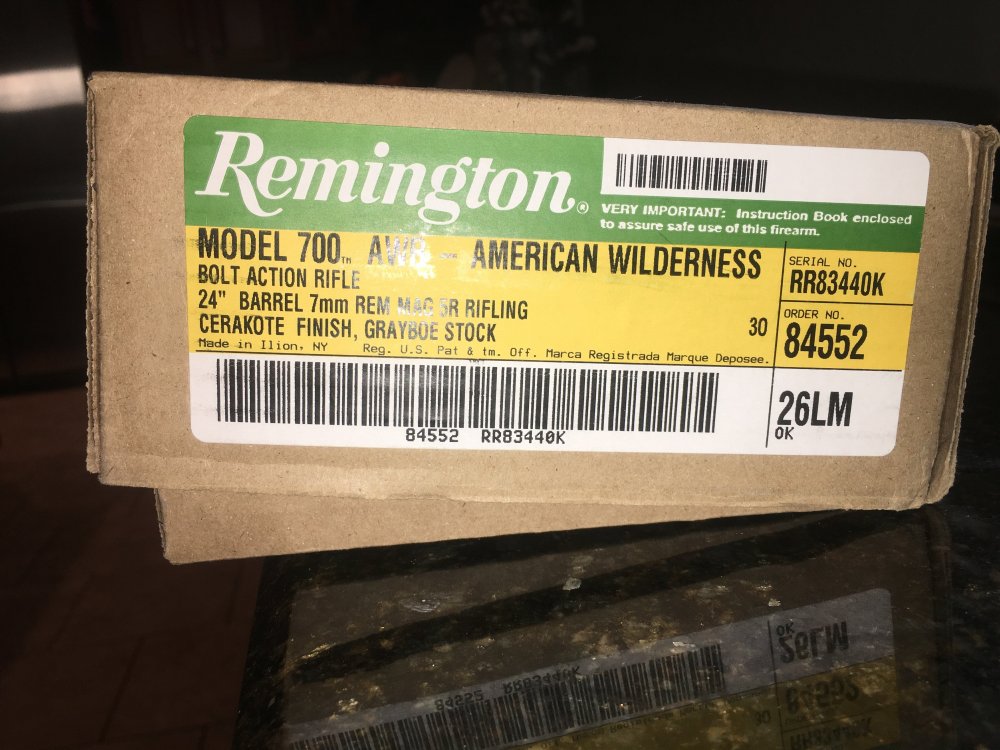 Remington®
VERY IMPORTANT: Instruction Book enclosed
to assure safe use of this firearm.
MODEL 700™ AWR - AMERICAN WILDERNESS
BOLT ACTION RIFLE
24" BARREL 7mm REM MAG 5R RIFLING
CERAKOTE FINISH, GRAYBOE STOCK
30
Made in Ilion, NY Reg. U.S. Pat & tm. Off. Marca Registrada Marque Deposee.
SERIAL NO.
RR83440K
ORDER NO.
84552
26LM
OK
84552 RR83440K